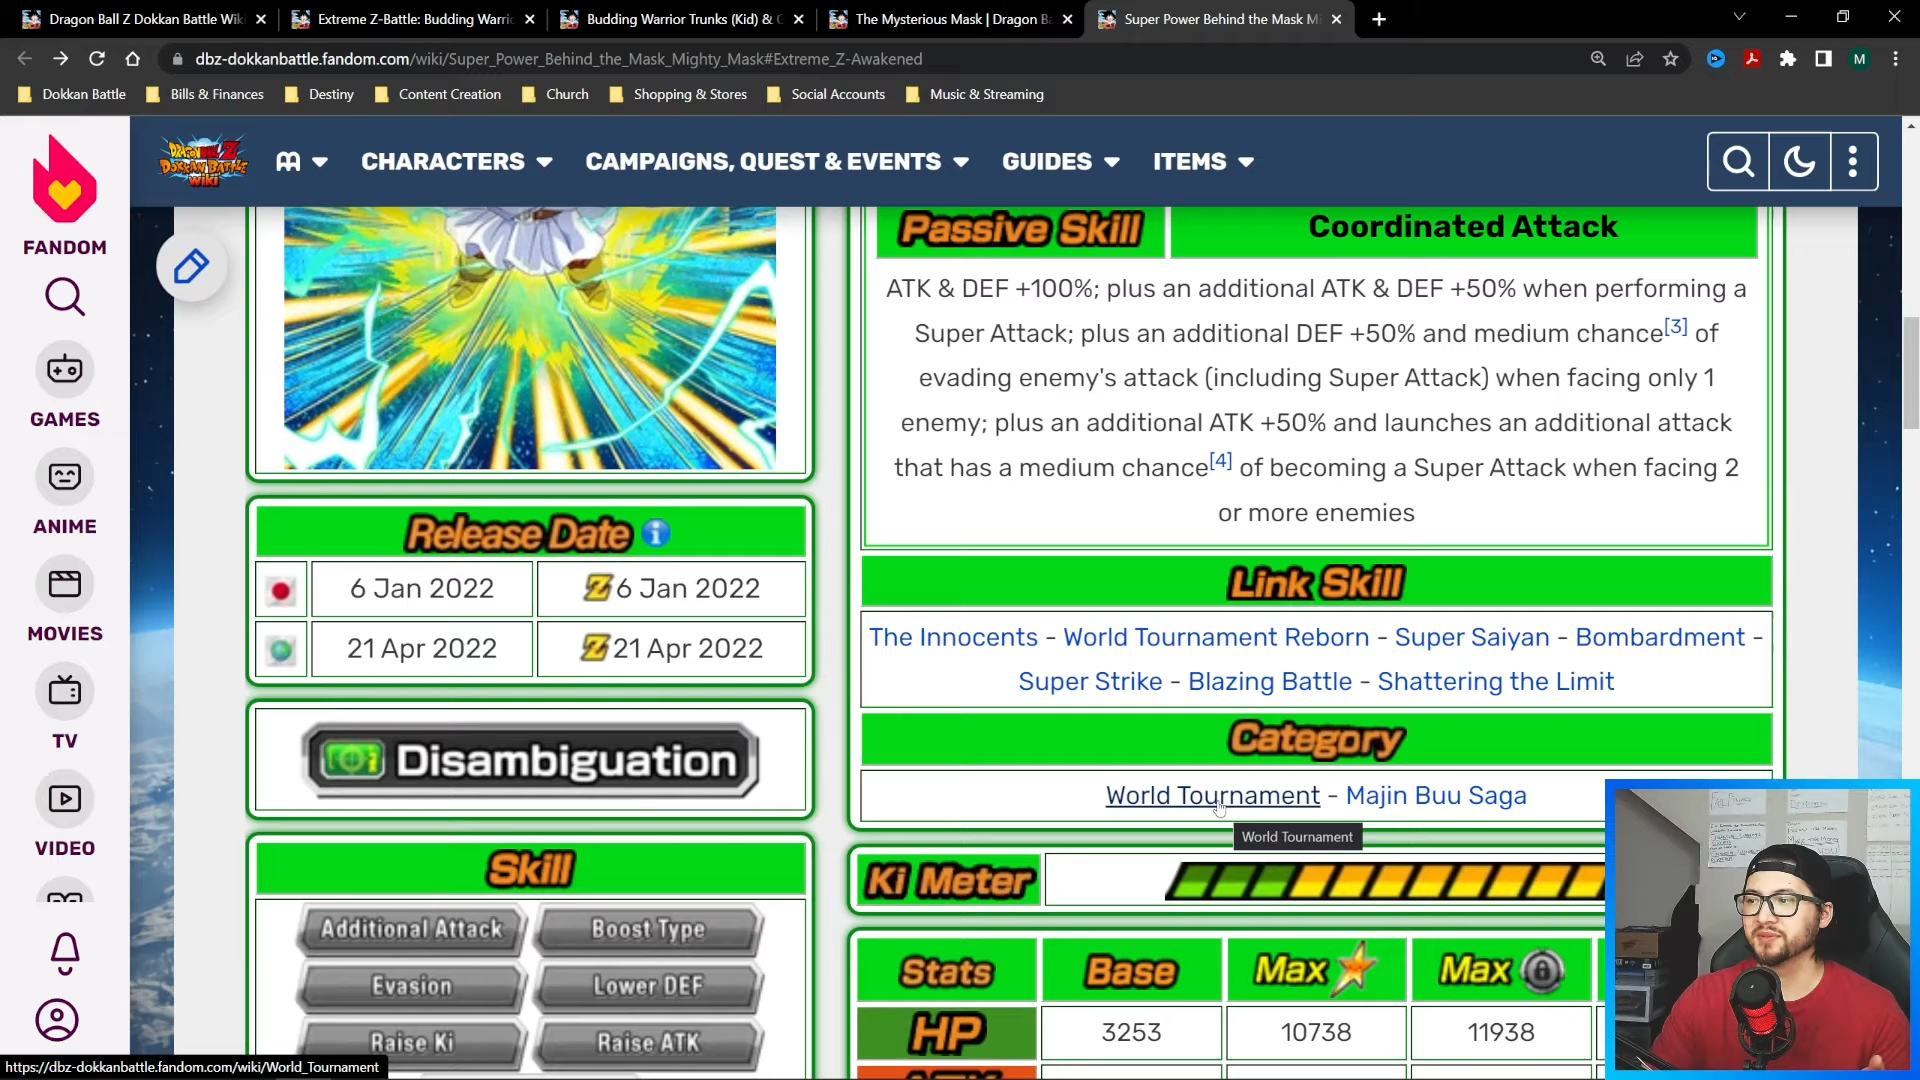 Dragon Ball Z Dokkan Battle Wiki
Extreme Z-Battle: Budding Warrio
Budding Warrior Trunks (Kid) & G
The Mysterious Mask | Dragon Ba
Super Power Behind the Mask Mi
dbz-dokkanbattle.fandom.com/wiki/Super_Power_Behind_the_Mask_Mighty_Mask#Extreme_Z-Awakened
M
Dokkan Battle
Bills & Finances
Destiny
Content Creation
Church
Shopping & Stores
Social Accounts
Music & Streaming
DRAGON BALL Z
DOKKAN BATTLE
wiki
CHARACTERS
CAMPAIGNS, QUEST & EVENTS
GUIDES
ITEMS
FANDOM
GAMES
ANIME
MOVIES
TV
VIDEO
Passive Skill
Coordinated Attack
ATK & DEF +100%; plus an additional ATK & DEF +50% when performing a
Super Attack; plus an additional DEF +50% and medium chance[3] of
evading enemy's attack (including Super Attack) when facing only 1
enemy; plus an additional ATK +50% and launches an additional attack
that has a medium chance[4] of becoming a Super Attack when facing 2
or more enemies
Release Date
6 Jan 2022
Z 6 Jan 2022
21 Apr 2022
Z 21 Apr 2022
Link Skill
The Innocents - World Tournament Reborn - Super Saiyan - Bombardment -
Super Strike - Blazing Battle - Shattering the Limit
Category
World Tournament - Majin Buu Saga
World Tournament
Disambiguation
Skill
Additional Attack
Boost Type
Evasion
Lower DEF
Raise Ki
Raise ATK
Ki Meter
Stats
Base
Max
Max
HP
3253
10738
11938
https://dbz-dokkanbattle.fandom.com/wiki/World_Tournament